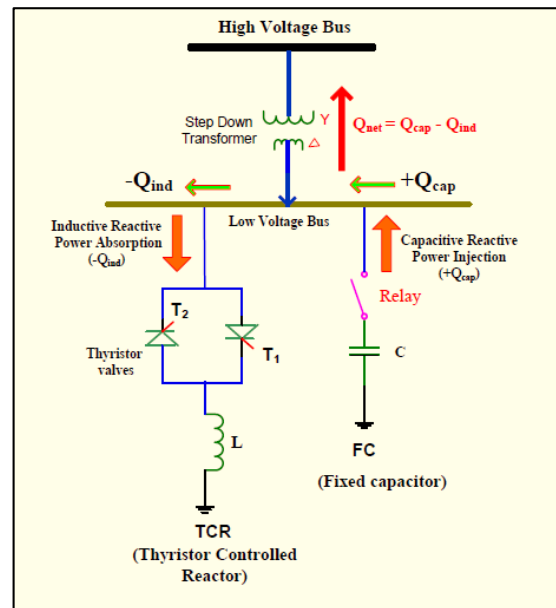 High Voltage Bus
Step Down
Transformer
Y
Δ
Qnet = Qcap - Qind
-Qind
+Qcap
Low Voltage Bus
Inductive Reactive
Power Absorption
(-Qind)
Capacitive Reactive
Power Injection
(+Qcap)
T2
T1
Thyristor
valves
Relay
C
L
FC
(Fixed capacitor)
TCR
(Thyristor Controlled
Reactor)